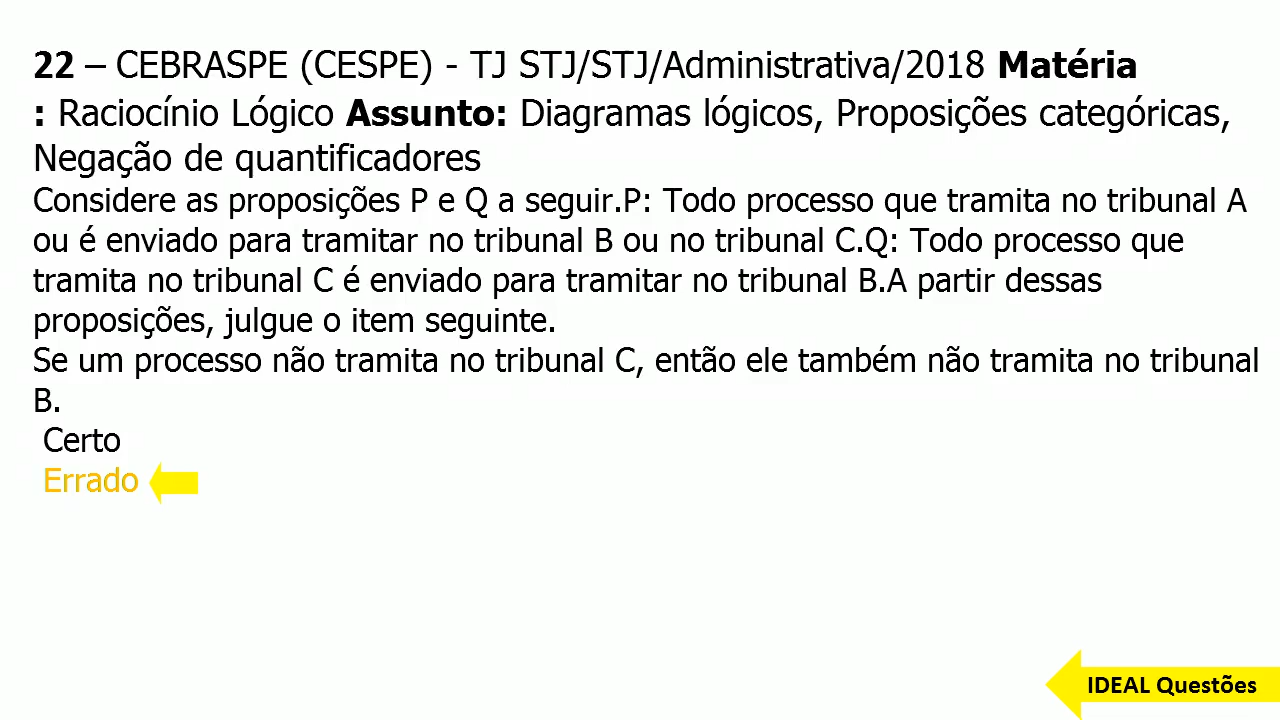 22 – CEBRASPE (CESPE) - TJ STJ/STJ/Administrativa/2018 Matéria
: Raciocínio Lógico Assunto: Diagramas lógicos, Proposições categóricas,
Negação de quantificadores
Considere as proposições P e Q a seguir.P: Todo processo que tramita no tribunal A
ou é enviado para tramitar no tribunal B ou no tribunal C.Q: Todo processo que
tramita no tribunal C é enviado para tramitar no tribunal B.A partir dessas
proposições, julgue o item seguinte.
Se um processo não tramita no tribunal C, então ele também não tramita no tribunal
B.
Certo
Errado
IDEAL Questões